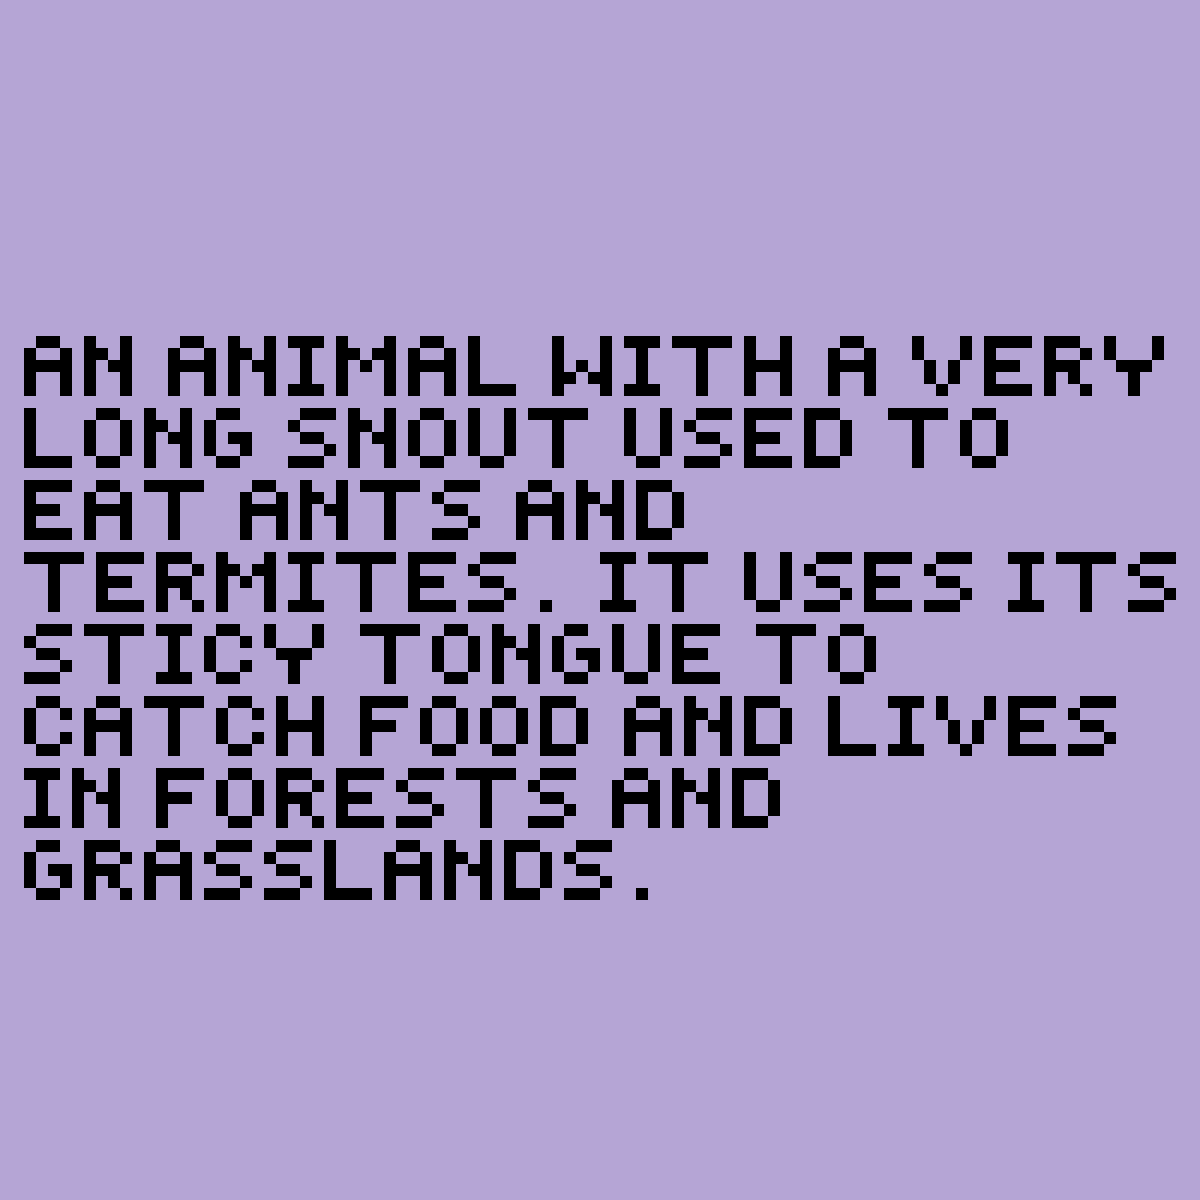 AN ANIMAL WITH A VERY
LONG SNOUT USED TO
EAT ANTS AND
TERMITES. IT USES ITS
STICY TONGUE TO
CATCH FOOD AND LIVES
IN FORESTS AND
GRASSLANDS.